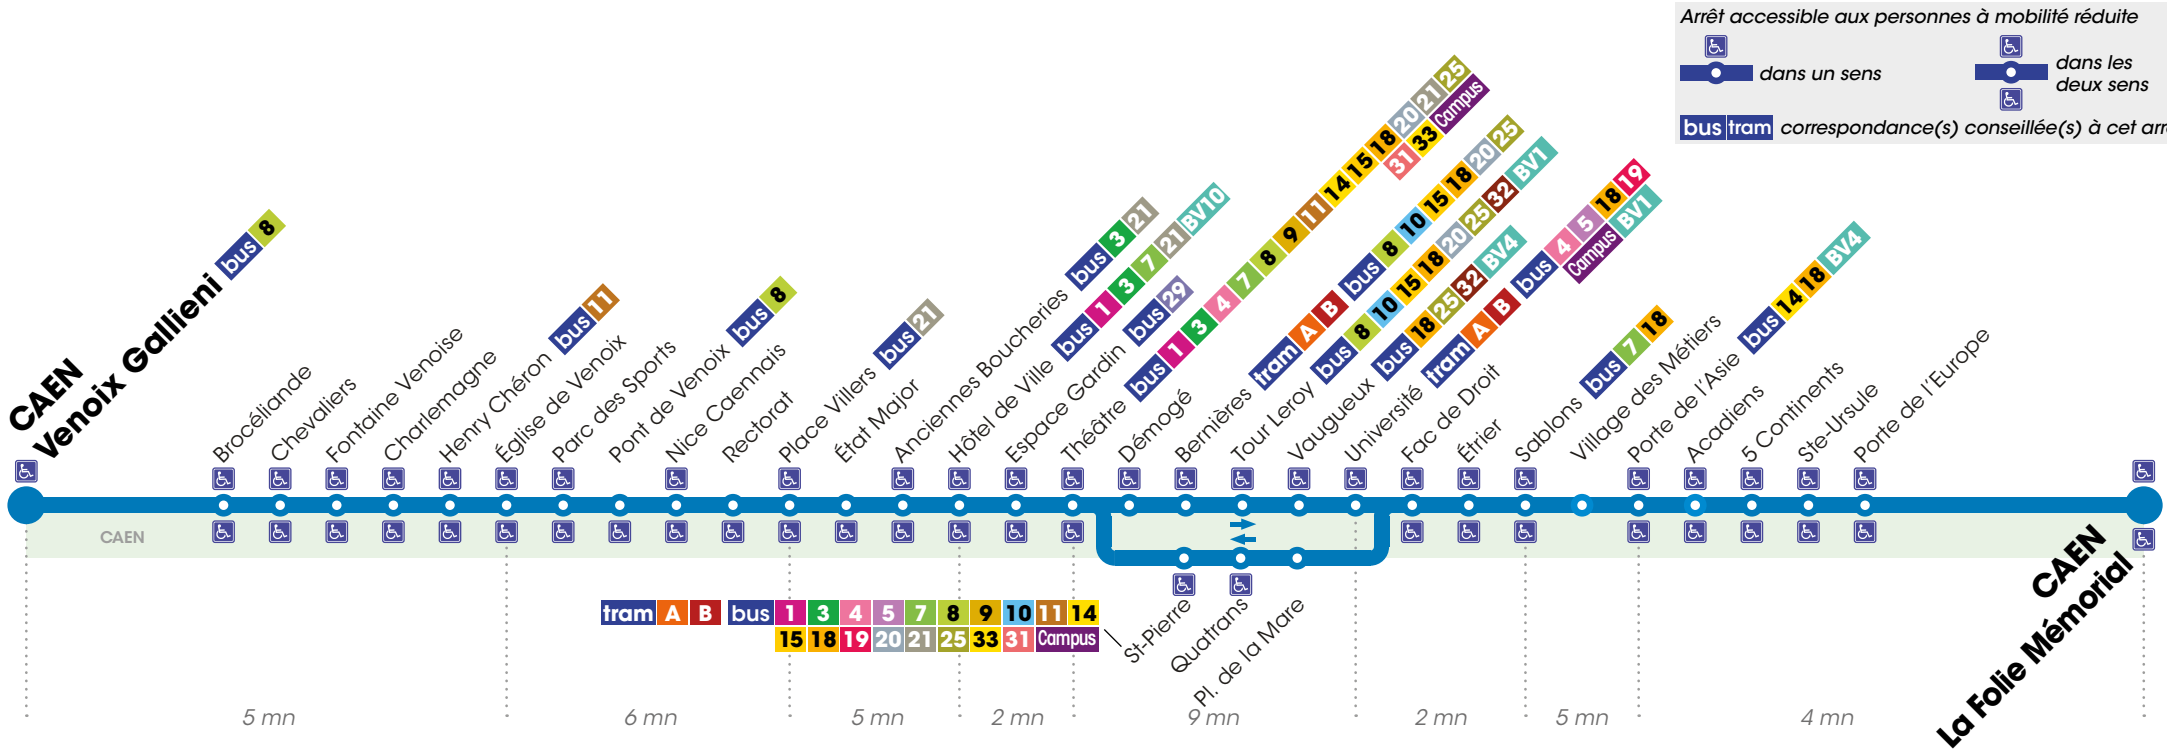 Arrêt accessible aux personnes à mobilité réduite
dans un sens
dans les
deux sens
bus tram correspondance(s) conseillée(s) à cet arr
CAEN
Venoix Gallieni bus 8
Brocéliande
Chevaliers
Fontaine Venoise
Charlemagne
Henry Chéron bus 11
Église de Venoix
Parc des Sports
Pont de Venoix bus 8
Nice Caennais
Rectorat
Place Villers bus 21
État Major
Anciennes Boucheries bus 3 21
Hôtel de Ville bus 1 3 7 21 BV10
Espace Gardin bus 29
Théâtre bus 1 3 4 7 8 9 11 14 15 18 20 21 25
31 33 Campus
Démogé
Bernières tram A B bus 8 10 15 18 20 25
Tour Leroy bus 8 10 15 18 20 25 32 BV1
Vaugueux bus 18 25 32 BV4
Université tram A B bus 4 5 18 19
Campus BV1
Fac de Droit
Étrier
Sablons bus 7 18
Village des Métiers
Porte de l'Asie bus 14 18 BV4
Acadiens
5 Continents
Ste-Ursule
Porte de l'Europe
CAEN
La Folie Mémorial
CAEN
tram A B bus 1 3 4 5 7 8 9 10 11 14
15 18 19 20 21 25 33 31 Campus
St-Pierre
Quatrans
Pl. de la Mare
5 mn
6 mn
5 mn
2 mn
9 mn
2 mn
5 mn
4 mn